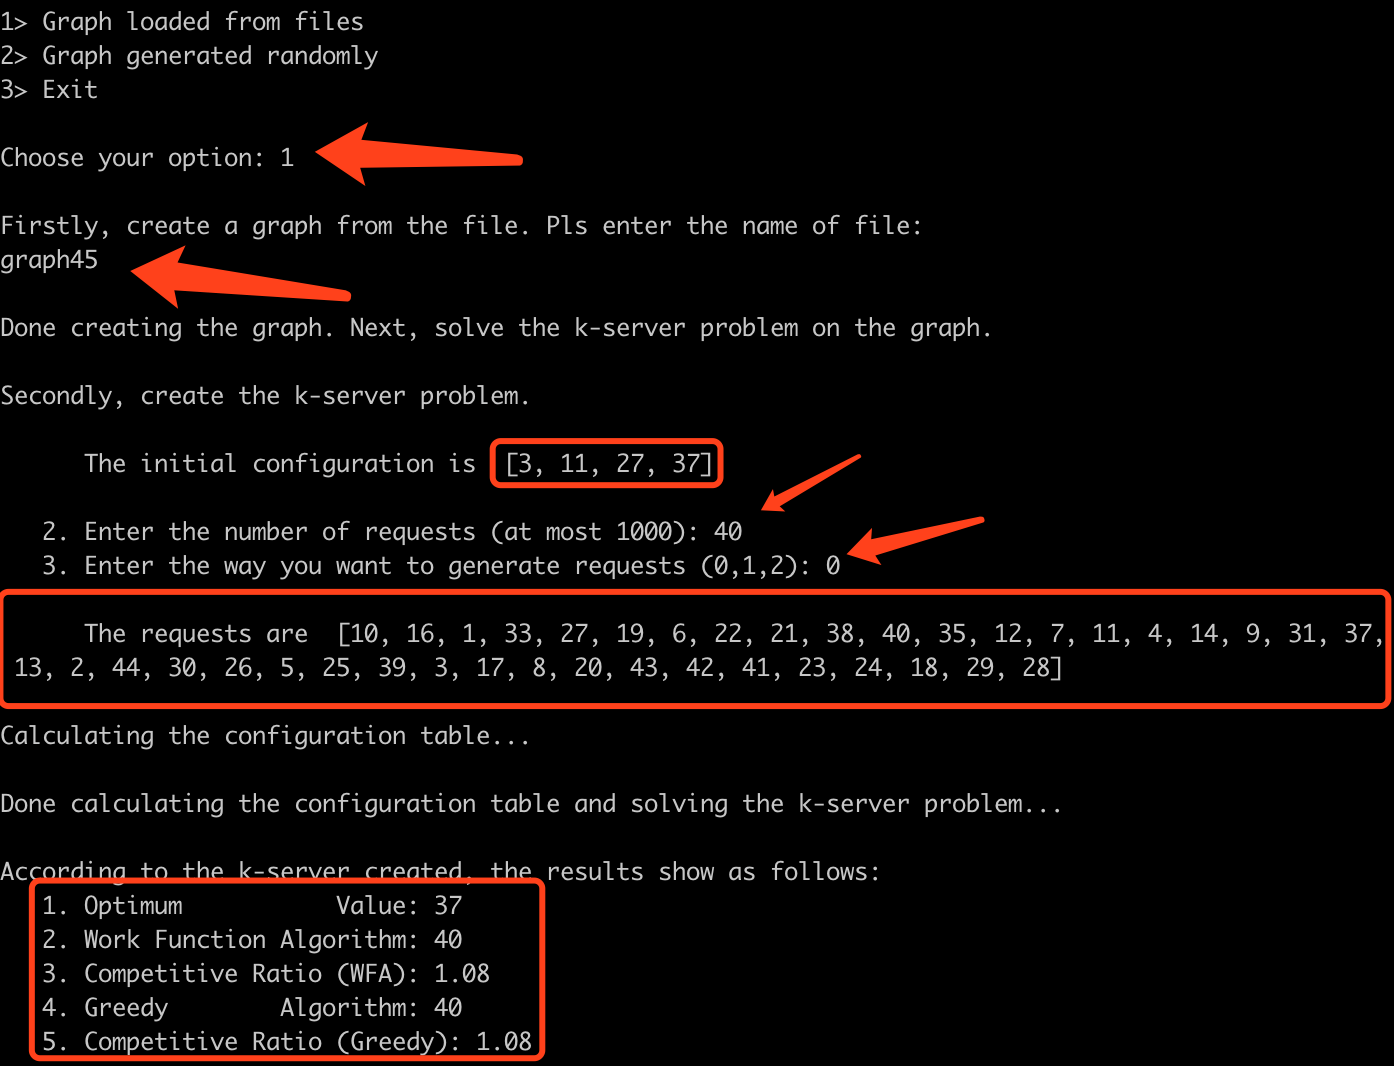 1> Graph loaded from files
2> Graph generated randomly
3> Exit
Choose your option: 1
Firstly, create a graph from the file. Pls enter the name of file:
graph45
Done creating the graph. Next, solve the k-server problem on the graph.
Secondly, create the k-server problem.
The initial configuration is [3, 11, 27, 37]
2. Enter the number of requests (at most 1000): 40
3. Enter the way you want to generate requests (0,1,2): 0
The requests are [10, 16, 1, 33, 27, 19, 6, 22, 21, 38, 40, 35, 12, 7, 11, 4, 14, 9, 31, 37,
13, 2, 44, 30, 26, 5, 25, 39, 3, 17, 8, 20, 43, 42, 41, 23, 24, 18, 29, 28]
Calculating the configuration table...
Done calculating the configuration table and solving the k-server problem...
According to the k-server created, the results show as follows:
1. Optimum Value: 37
2. Work Function Algorithm: 40
3. Competitive Ratio (WFA): 1.08
4. Greedy Algorithm: 40
5. Competitive Ratio (Greedy): 1.08